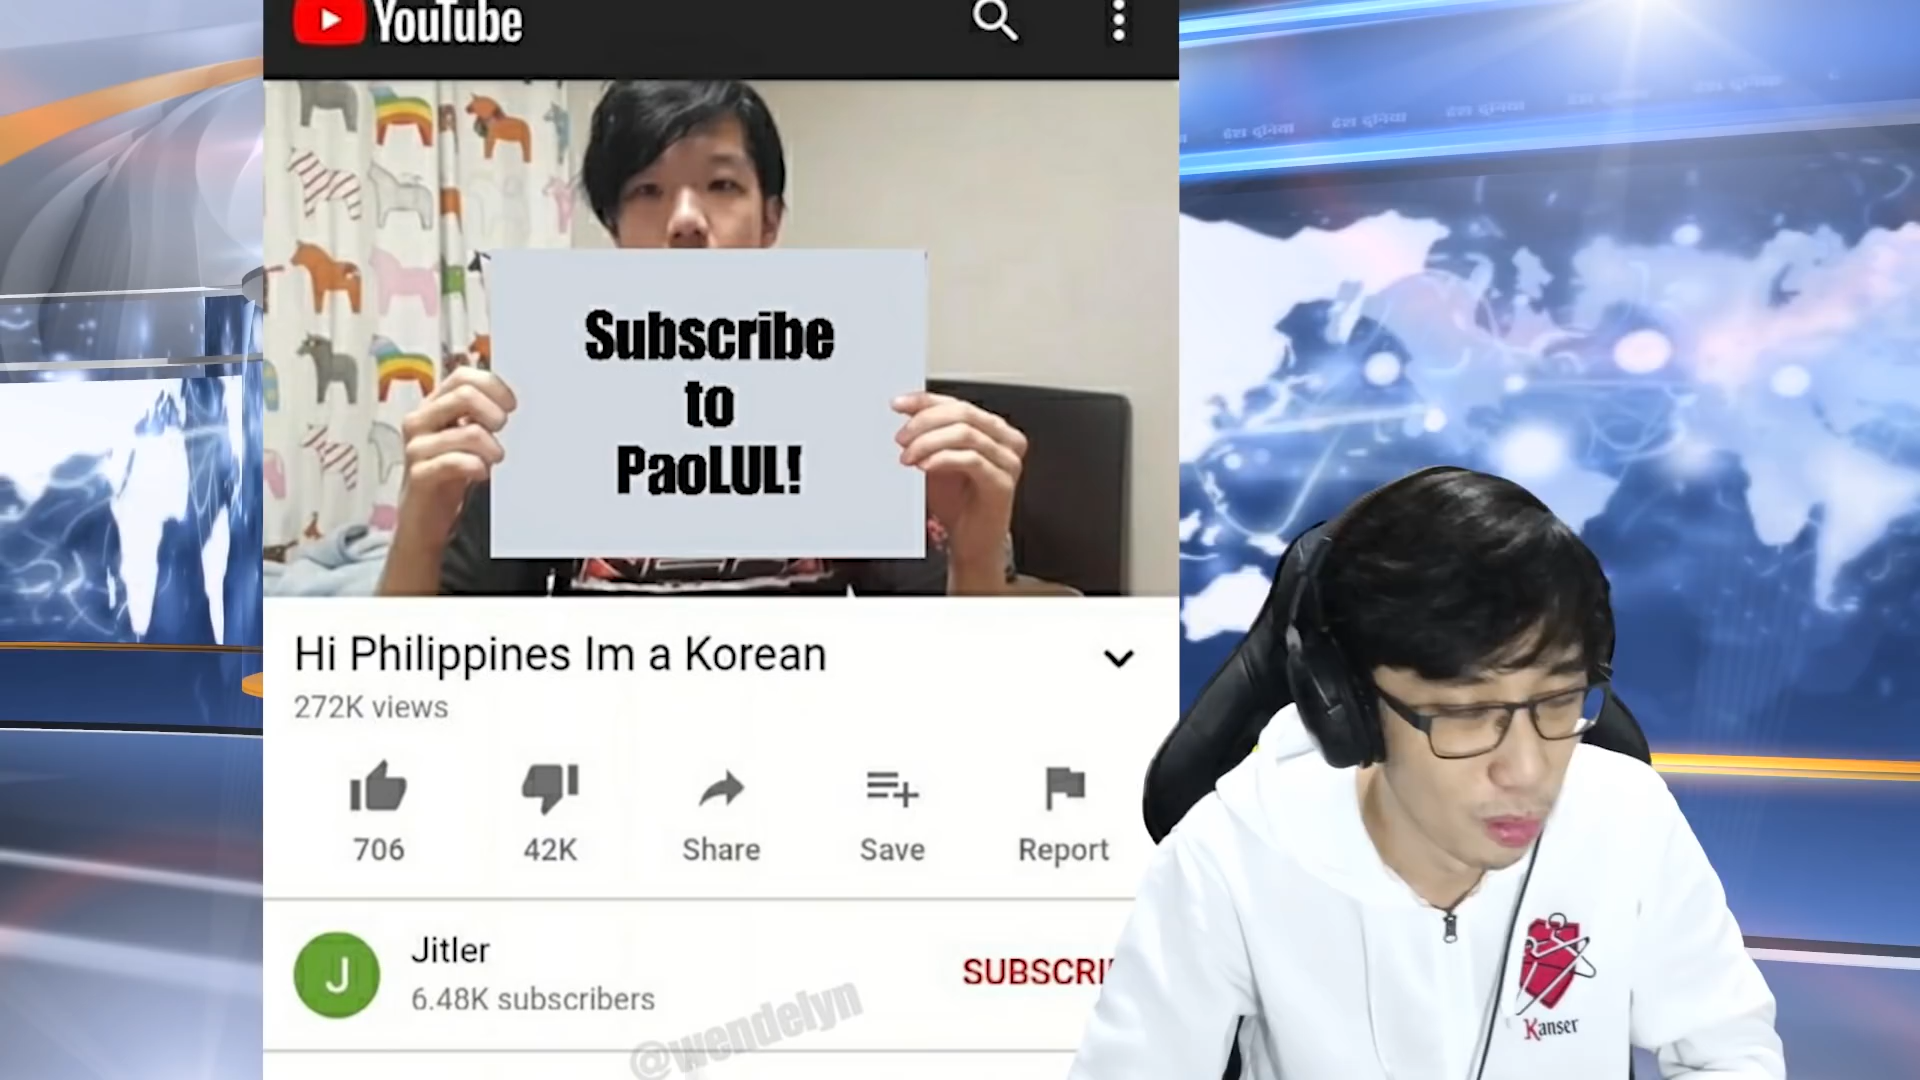 YouTube
Subscribe
to
PaoLUL!
Hi Philippines Im a Korean
272K views
706
42K
Share
Save
Report
J
Jitler
6.48K subscribers
SUBSCRI
@wendelyn
Kanser
देश दुनिया देश दुनिया देश दुनिया देश दुनिया देश दुनिया